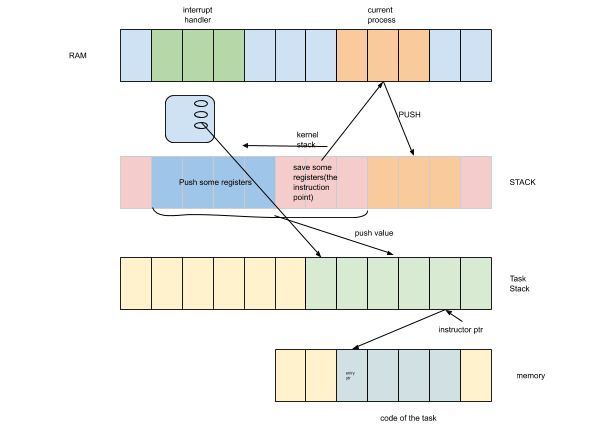 interrupt
handler
current
process
RAM
PUSH
kernel
stack
Push some registers
save some
registers(the
instruction
point)
STACK
push value
Task
Stack
instructor ptr
entry
ptr
memory
code of the task